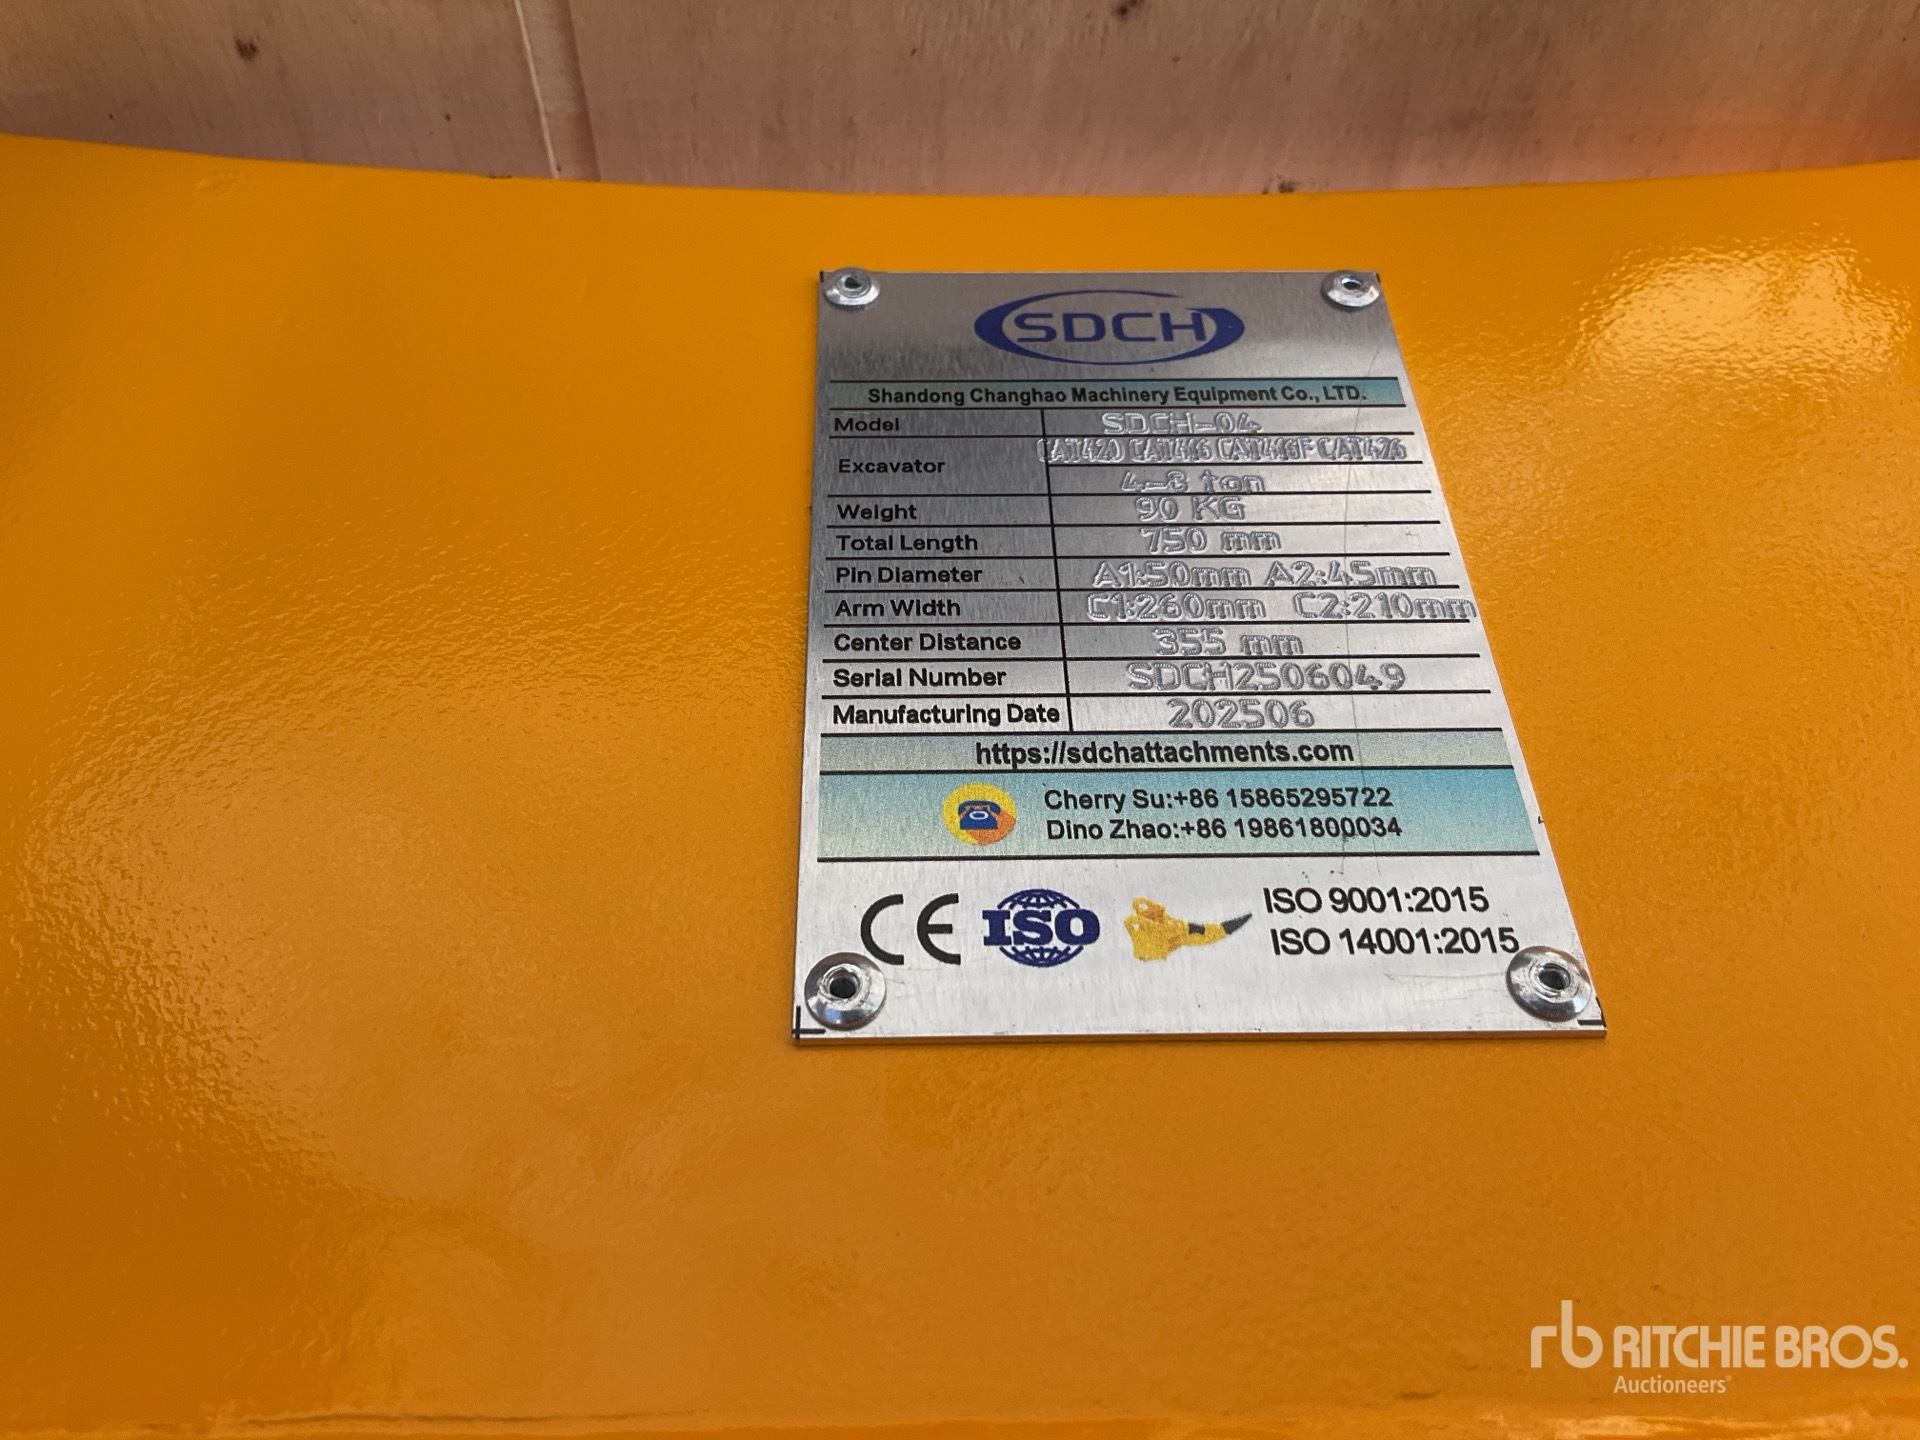 SDCH
Shandong Changhao Machinery Equipment Co., LTD.
Model SDCH-04
Excavator CAT420 CAT416 CAT416F CAT426
4-8 ton
Weight 90 KG
Total Length 750 mm
Pin Diameter A1:50mm A2:45mm
Arm Width C1:260mm C2:210mm
Center Distance 355 mm
Serial Number SDCH2506049
Manufacturing Date 202506
https://sdchattachments.com
Cherry Su:+86 15865295722
Dino Zhao:+86 19861800034
CE ISO ISO 9001:2015
ISO 14001:2015
rb RITCHIE BROS.
Auctioneers